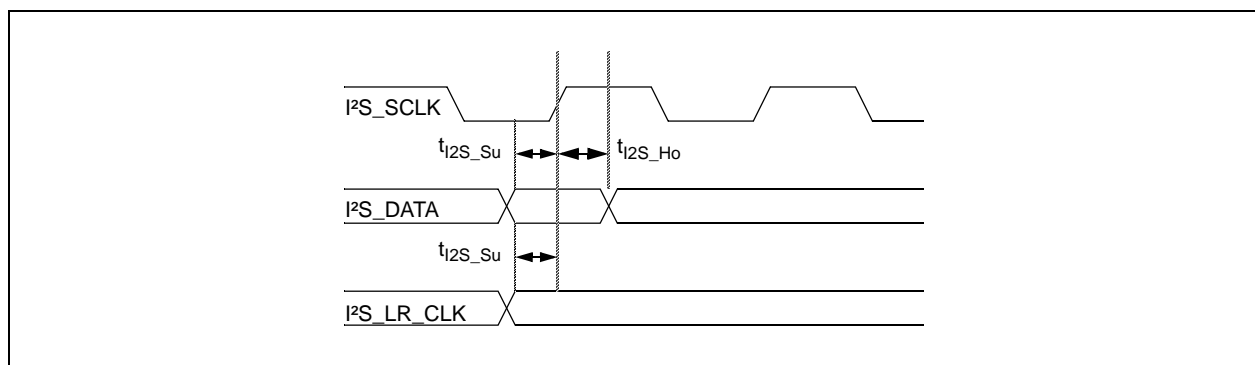 I²S_SCLK
tI2S_Su
tI2S_Ho
I²S_DATA
tI2S_Su
I²S_LR_CLK